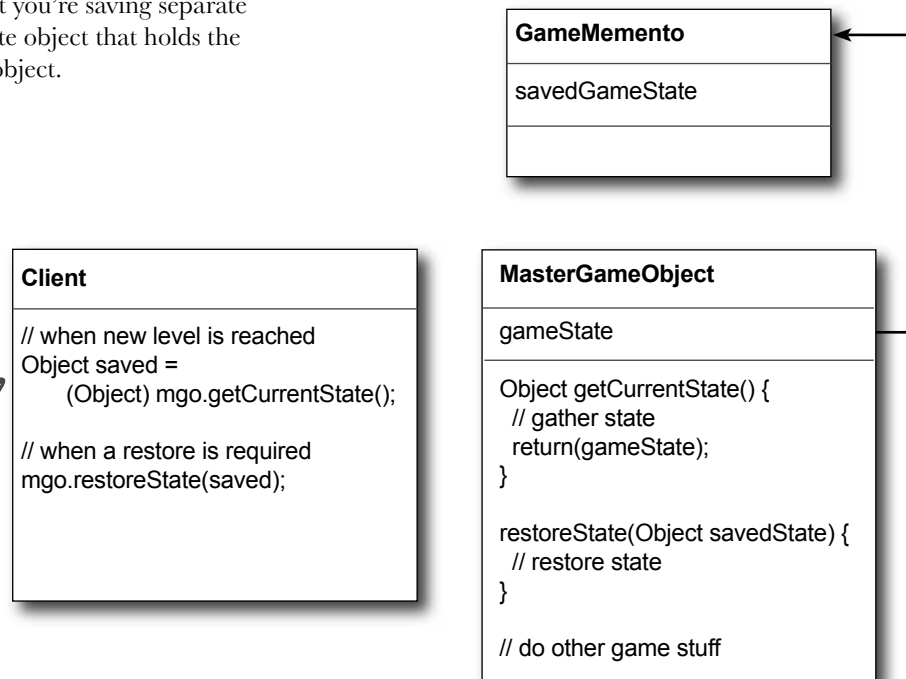 you're saving separate
object that holds the
GameMemento
savedGameState
Client
// when new level is reached
Object saved =
(Object) mgo.getCurrentState();
// when a restore is required
mgo.restoreState(saved);
MasterGameObject
gameState
Object getCurrentState() {
// gather state
return(gameState);
}
restoreState(Object savedState) {
// restore state
}
// do other game stuff